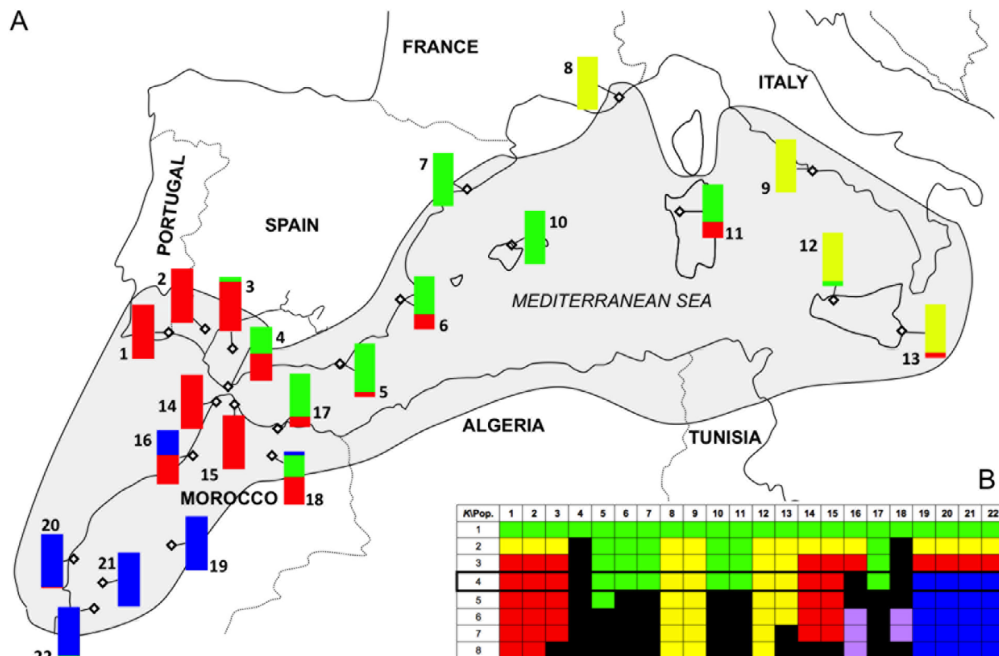 A
FRANCE
8
ITALY
7
9
PORTUGAL
SPAIN
10
11
12
2
3
MEDITERRANEAN SEA
4
6
1
13
5
14
17
ALGERIA
TUNISIA
16
15
MOROCCO
18
B
20
21
19
22
K\Pop. 1 2 3 4 5 6 7 8 9 10 11 12 13 14 15 16 17 18 19 20 21 22
1
2
3
4
5
6
7
8